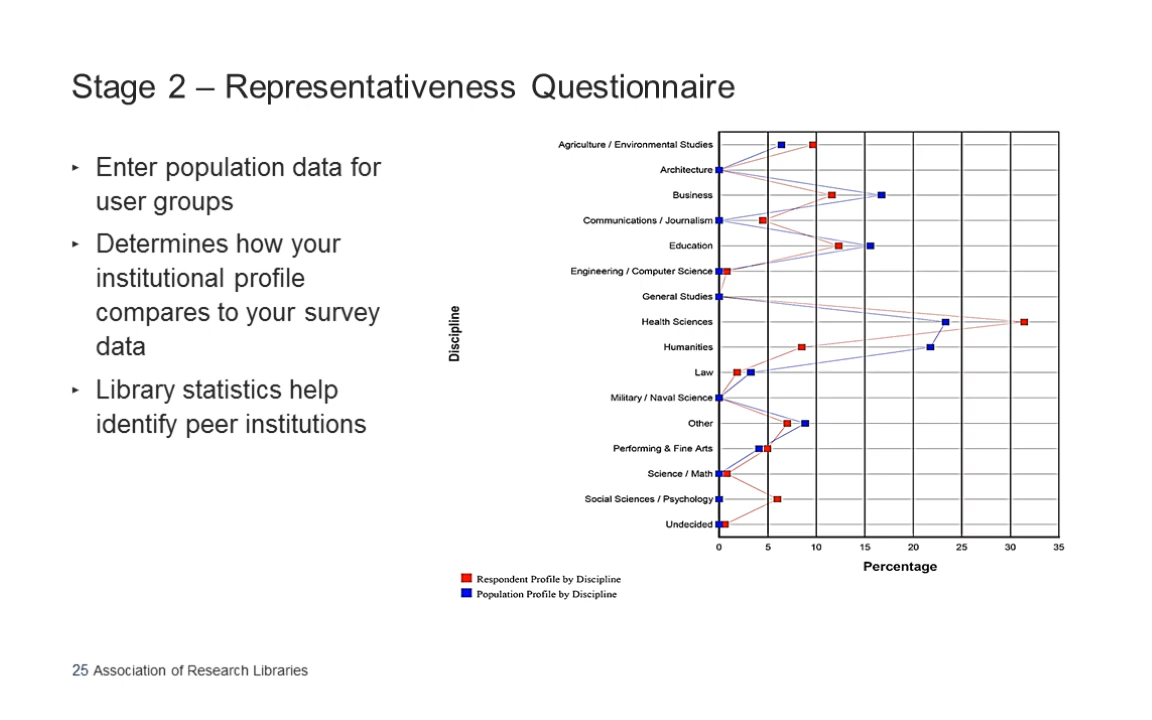 Stage 2 – Representativeness Questionnaire
‣ Enter population data for
user groups
‣ Determines how your
institutional profile
compares to your survey
data
‣ Library statistics help
identify peer institutions
Discipline
Agriculture / Environmental Studies
Architecture
Business
Communications / Journalism
Education
Engineering / Computer Science
General Studies
Health Sciences
Humanities
Law
Military / Naval Science
Other
Performing & Fine Arts
Science / Math
Social Sciences / Psychology
Undecided
0 5 10 15 20 25 30 35
Percentage
Respondent Profile by Discipline
Population Profile by Discipline
25 Association of Research Libraries